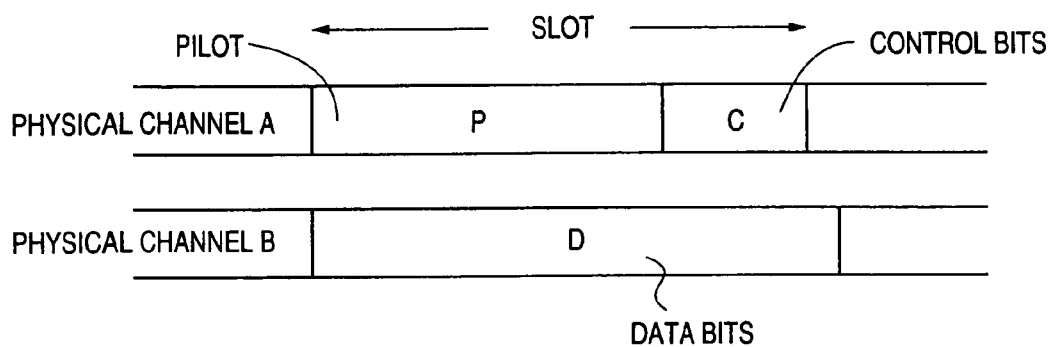 SLOT
PILOT
CONTROL BITS
PHYSICAL CHANNEL A
P
C
PHYSICAL CHANNEL B
D
DATA BITS